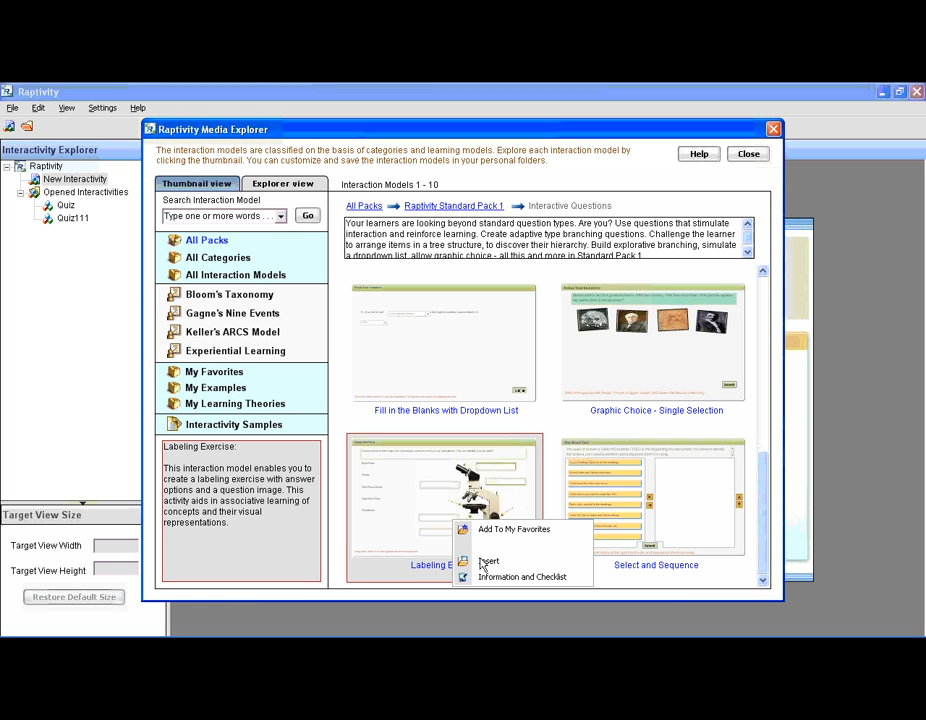 Raptivity
File Edit View Settings Help
Interactivity Explorer
Raptivity
New Interactivity
Opened Interactivities
Quiz
Quiz111
Target View Size
Target View Width
Target View Height
Restore Default Size
Raptivity Media Explorer
The interaction models are classified on the basis of categories and learning models. Explore each interaction model by
clicking the thumbnail. You can customize and save the interaction models in your personal folders.
Help Close
Thumbnail view Explorer view
Interaction Models 1 - 10
Search Interaction Model
Type one or more words . . . Go
All Packs
All Categories
All Interaction Models
Bloom's Taxonomy
Gagne's Nine Events
Keller's ARCS Model
Experiential Learning
My Favorites
My Examples
My Learning Theories
Interactivity Samples
Labeling Exercise:
This interaction model enables you to
create a labeling exercise with answer
options and a question image. This
activity aids in associative learning of
concepts and their visual
representations.
All Packs Raptivity Standard Pack 1 Interactive Questions
Your learners are looking beyond standard question types. Are you? Use questions that stimulate
interaction and reinforce learning. Create adaptive type branching questions. Challenge the learner
to arrange items in a tree structure, to discover their hierarchy. Build explorative branching, simulate
a dropdown list, allow graphic choice - all this and more in Standard Pack 1.
Fill in the Blanks with Dropdown List
Graphic Choice - Single Selection
Labeling E
Select and Sequence
Add To My Favorites
Insert
Information and Checklist